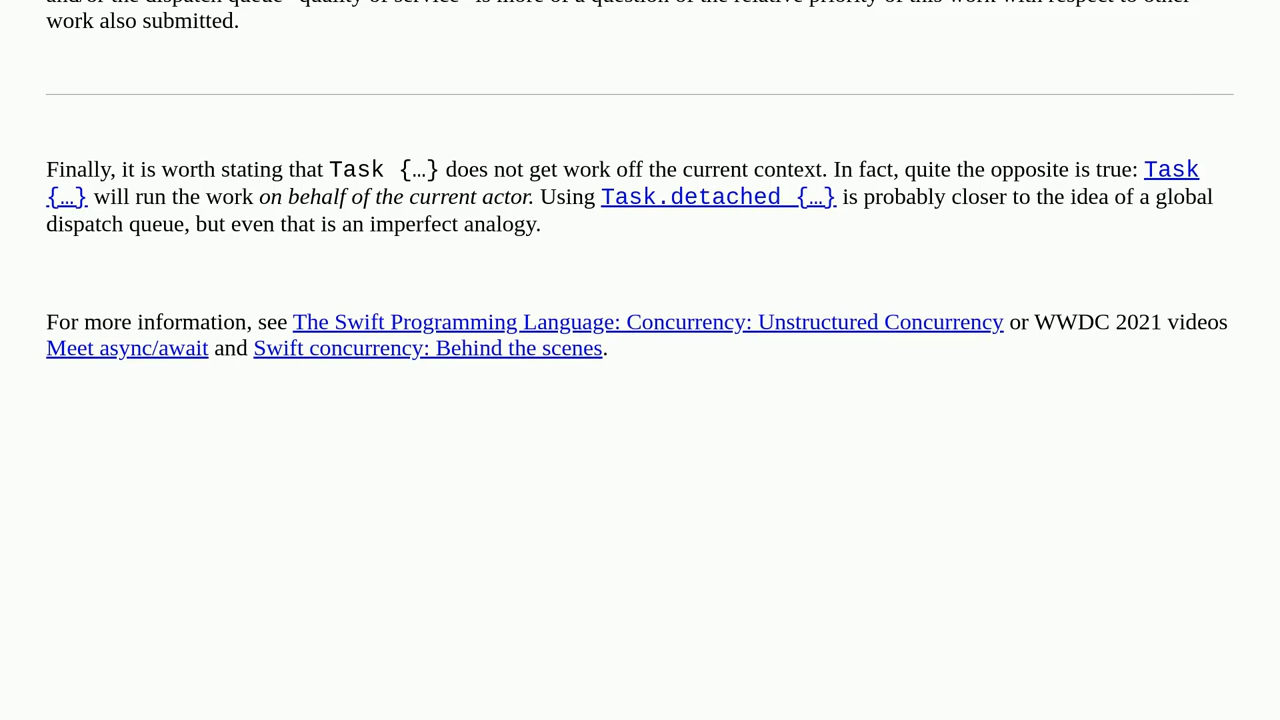 work also submitted.
Finally, it is worth stating that Task {…} does not get work off the current context. In fact, quite the opposite is true: Task
{…} will run the work on behalf of the current actor. Using Task.detached {…} is probably closer to the idea of a global
dispatch queue, but even that is an imperfect analogy.
For more information, see The Swift Programming Language: Concurrency: Unstructured Concurrency or WWDC 2021 videos
Meet async/await and Swift concurrency: Behind the scenes.